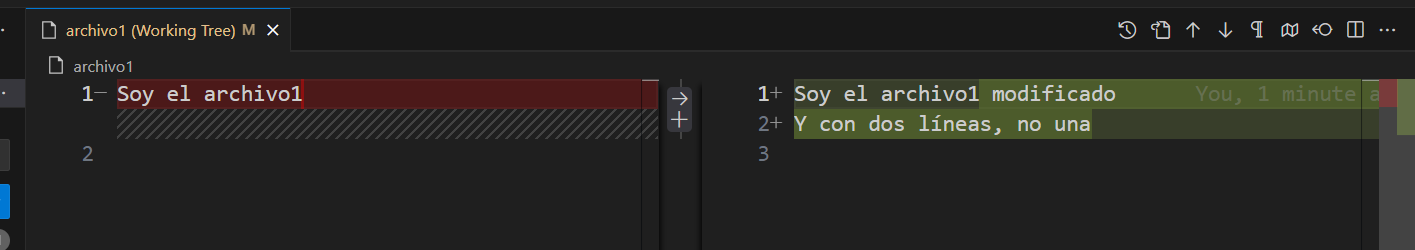 archivo1 (Working Tree) M
archivo1
1− Soy el archivo1
2
1+ Soy el archivo1 modificado You, 1 minute a
2+ Y con dos líneas, no una
3